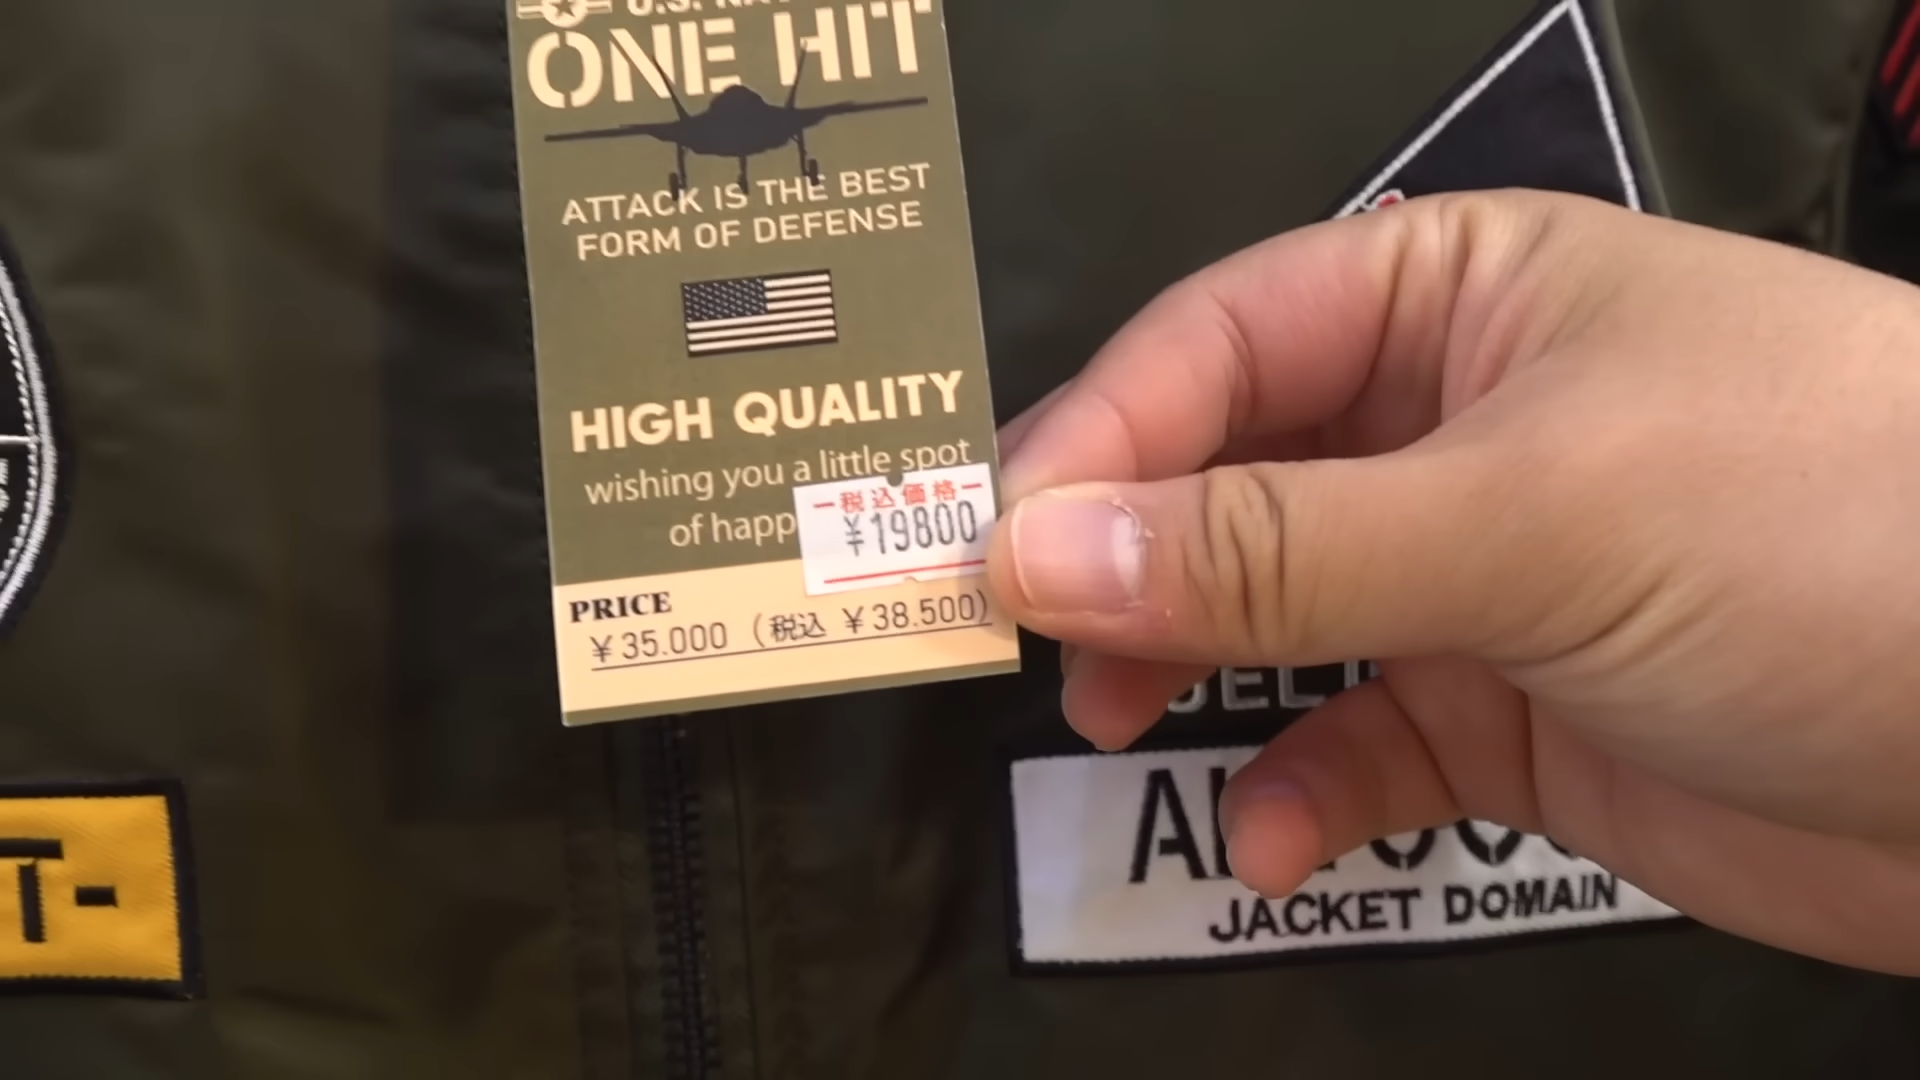 U.S. NA
ONE HIT
ATTACK IS THE BEST
FORM OF DEFENSE
HIGH QUALITY
wishing you a little spot
of happ
税込価格
¥19800
PRICE
¥35.000 (税込 ¥38.500)
T-
JACKET DOMAIN